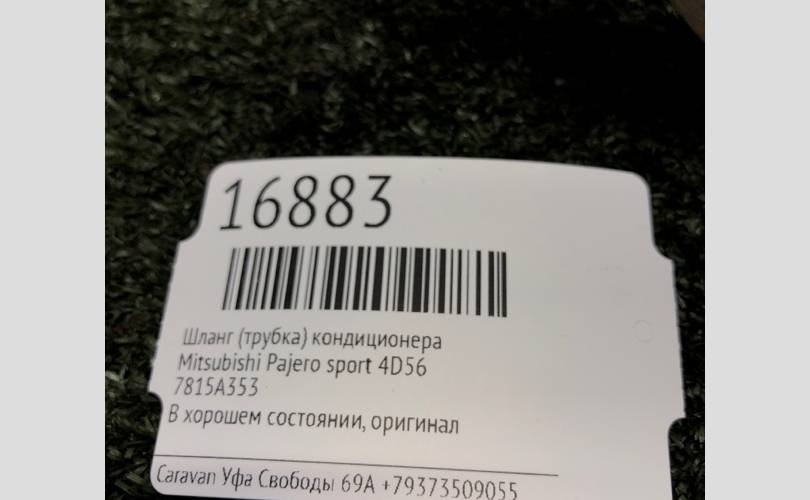 16883
Шланг (трубка) кондиционера
Mitsubishi Pajero sport 4D56
7815A353
В хорошем состоянии, оригинал
Caravan Уфа Свободы 69А +79373509055